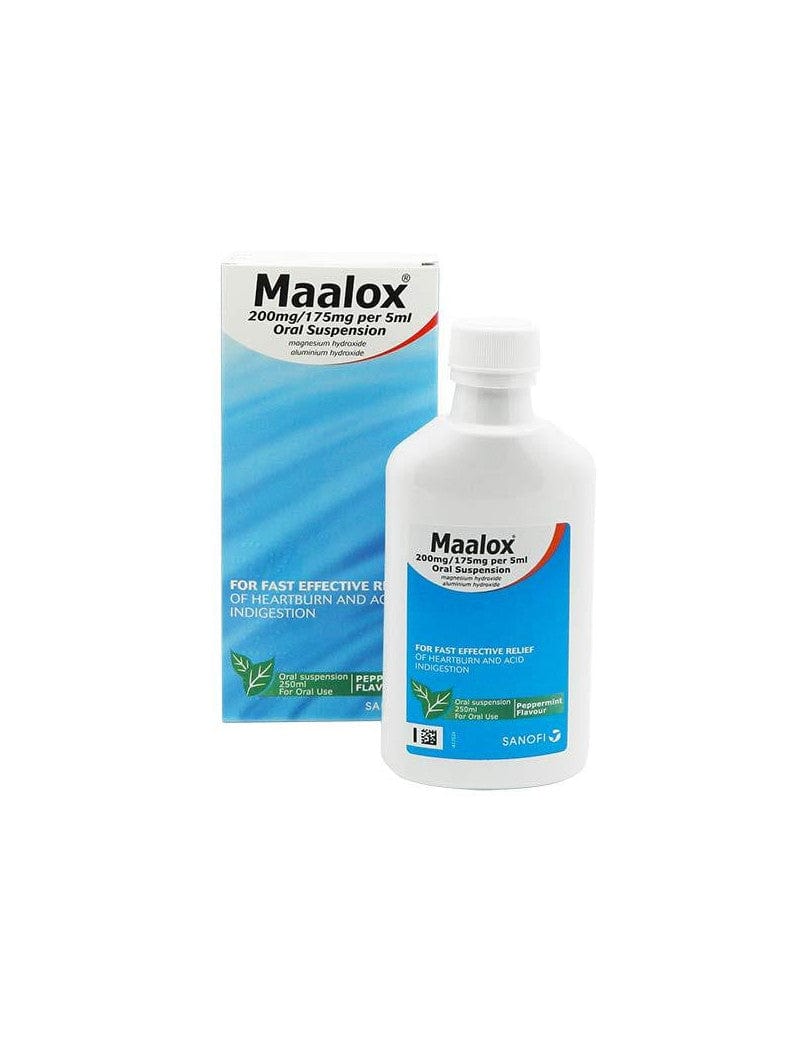 Maalox®
200mg/175mg per 5ml
Oral Suspension
magnesium hydroxide
aluminium hydroxide
FOR FAST EFFECTIVE
OF HEARTBURN AND
INDIGESTION
Oral suspension
250ml
For Oral Use
Maalox®
200mg/175mg per 5ml
Oral Suspension
magnesium hydroxide
aluminium hydroxide
FOR FAST EFFECTIVE RELIEF
OF HEARTBURN AND ACID
INDIGESTION
Oral suspension
250ml
For Oral Use
Peppermint
Flavour
SANOFI